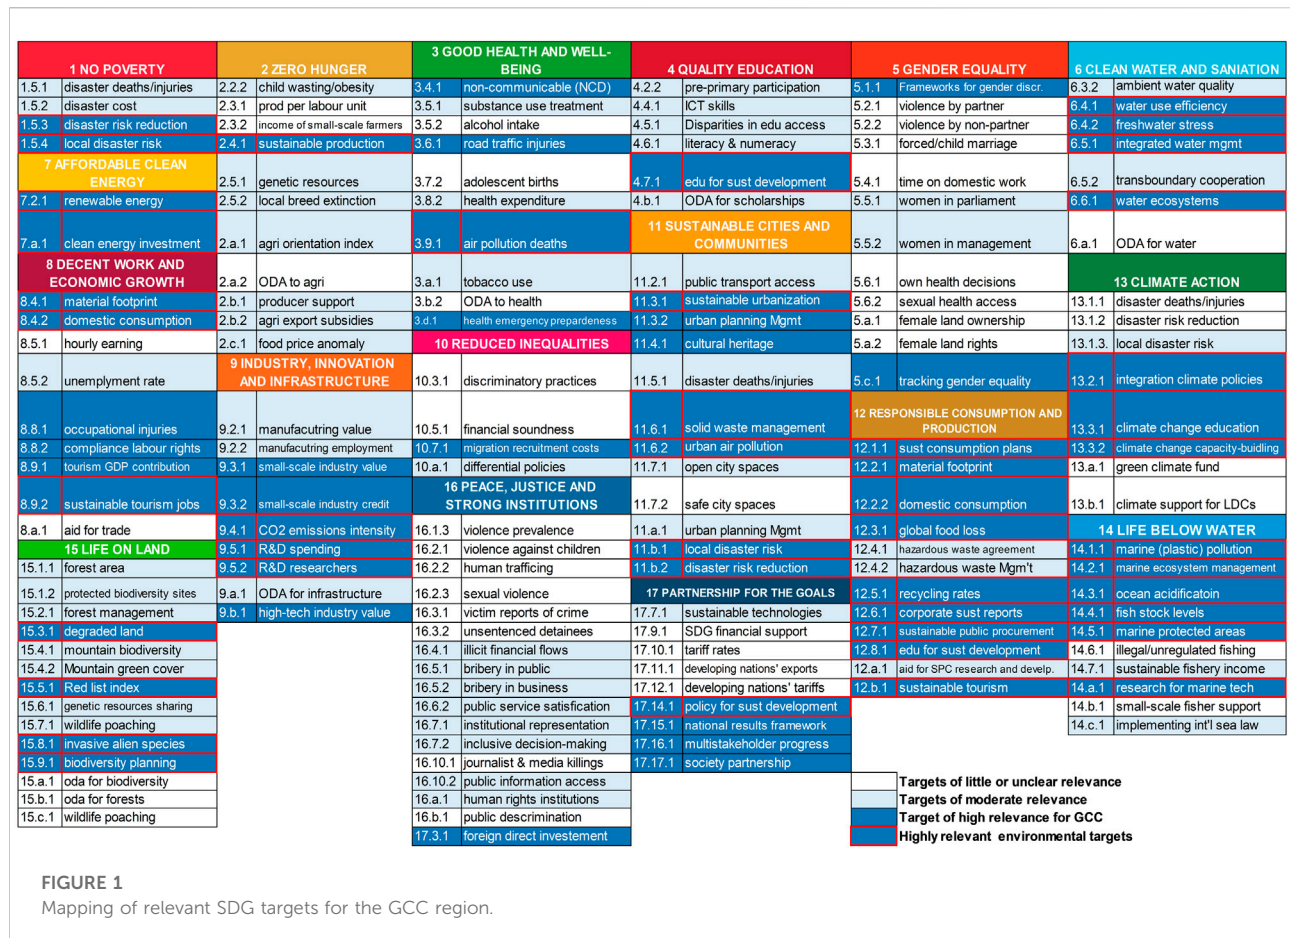 1 NO POVERTY
1.5.1 disaster deaths/injuries
1.5.2 disaster cost
1.5.3 disaster risk reduction
1.5.4 local disaster risk
7 AFFORDABLE CLEAN
ENERGY
7.2.1 renewable energy
7.a.1 clean energy investment
8 DECENT WORK AND
ECONOMIC GROWTH
8.4.1 material footprint
8.4.2 domestic consumption
8.5.1 hourly earning
8.5.2 unemplyment rate
8.8.1 occupational injuries
8.8.2 compliance labour rights
8.9.1 tourism GDP contribution
8.9.2 sustainable tourism jobs
8.a.1 aid for trade
15 LIFE ON LAND
15.1.1 forest area
15.1.2 protected biodiversity sites
15.2.1 forest management
15.3.1 degraded land
15.4.1 mountain biodiversity
15.4.2 Mountain green cover
15.5.1 Red list index
15.6.1 genetic resources sharing
15.7.1 wildlife poaching
15.8.1 invasive alien species
15.9.1 biodiversity planning
15.a.1 oda for biodiversity
15.b.1 oda for forests
15.c.1 wildlife poaching
2 ZERO HUNGER
2.2.2 child wasting/obesity
2.3.1 prod per labour unit
2.3.2 income of small-scale farmers
2.4.1 sustainable production
2.5.1 genetic resources
2.5.2 local breed extinction
2.a.1 agri orientation index
2.a.2 ODA to agri
2.b.1 producer support
2.b.2 agri export subsidies
2.c.1 food price anomaly
9 INDUSTRY, INNOVATION
AND INFRASTRUCTURE
9.2.1 manufacutring value
9.2.2 manufacutring employment
9.3.1 small-scale industry value
9.3.2 small-scale industry credit
9.4.1 CO2 emissions intensity
9.5.1 R&D spending
9.5.2 R&D researchers
9.a.1 ODA for infrastructure
9.b.1 high-tech industry value
3 GOOD HEALTH AND WELL-
BEING
3.4.1 non-communicable (NCD)
3.5.1 substance use treatment
3.5.2 alcohol intake
3.6.1 road traffic injuries
3.7.2 adolescent births
3.8.2 health expenditure
3.9.1 air pollution deaths
3.a.1 tobacco use
3.b.2 ODA to health
3.d.1 health emergency prepardeness
10 REDUCED INEQUALITIES
10.3.1 discriminatory practices
10.5.1 financial soundness
10.7.1 migration recruitment costs
10.a.1 differential policies
16 PEACE, JUSTICE AND
STRONG INSTITUTIONS
16.1.3 violence prevalence
16.2.1 violence against children
16.2.2 human trafficing
16.2.3 sexual violence
16.3.1 victim reports of crime
16.3.2 unsentenced detainees
16.4.1 illicit financial flows
16.5.1 bribery in public
16.5.2 bribery in business
16.6.2 public service satisfication
16.7.1 institutional representation
16.7.2 inclusive decision-making
16.10.1 journalist & media killings
16.10.2 public information access
16.a.1 human rights institutions
16.b.1 public descrimination
17.3.1 foreign direct investement
4 QUALITY EDUCATION
4.2.2 pre-primary participation
4.4.1 ICT skills
4.5.1 Disparities in edu access
4.6.1 literacy & numeracy
4.7.1 edu for sust development
4.b.1 ODA for scholarships
11 SUSTAINABLE CITIES AND
COMMUNITIES
11.2.1 public transport access
11.3.1 sustainable urbanization
11.3.2 urban planning Mgmt
11.4.1 cultural heritage
11.5.1 disaster deaths/injuries
11.6.1 solid waste management
11.6.2 urban air pollution
11.7.1 open city spaces
11.7.2 safe city spaces
11.a.1 urban planning Mgmt
11.b.1 local disaster risk
11.b.2 disaster risk reduction
17 PARTNERSHIP FOR THE GOALS
17.7.1 sustainable technologies
17.9.1 SDG financial support
17.10.1 tariff rates
17.11.1 developing nations' exports
17.12.1 developing nations' tariffs
17.14.1 policy for sust development
17.15.1 national results framework
17.16.1 multistakeholder progress
17.17.1 society partnership
5 GENDER EQUALITY
5.1.1 Frameworks for gender discr.
5.2.1 violence by partner
5.2.2 violence by non-partner
5.3.1 forced/child marriage
5.4.1 time on domestic work
5.5.1 women in parliament
5.5.2 women in management
5.6.1 own health decisions
5.6.2 sexual health access
5.a.1 female land ownership
5.a.2 female land rights
5.c.1 tracking gender equality
12 RESPONSIBLE CONSUMPTION AND
PRODUCTION
12.1.1 sust consumption plans
12.2.1 material footprint
12.2.2 domestic consumption
12.3.1 global food loss
12.4.1 hazardous waste agreement
12.4.2 hazardous waste Mgm't
12.5.1 recycling rates
12.6.1 corporate sust reports
12.7.1 sustainable public procurement
12.8.1 edu for sust development
12.a.1 aid for SPC research and develp.
12.b.1 sustainable tourism
6 CLEAN WATER AND SANIATION
6.3.2 ambient water quality
6.4.1 water use efficiency
6.4.2 freshwater stress
6.5.1 integrated water mgmt
6.5.2 transboundary cooperation
6.6.1 water ecosystems
6.a.1 ODA for water
13 CLIMATE ACTION
13.1.1 disaster deaths/injuries
13.1.2 disaster risk reduction
13.1.3. local disaster risk
13.2.1 integration climate policies
13.3.1 climate change education
13.3.2 climate change capacity-buidling
13.a.1 green climate fund
13.b.1 climate support for LDCs
14 LIFE BELOW WATER
14.1.1 marine (plastic) pollution
14.2.1 marine ecosystem management
14.3.1 ocean acidificatoin
14.4.1 fish stock levels
14.5.1 marine protected areas
14.6.1 illegal/unregulated fishing
14.7.1 sustainable fishery income
14.a.1 research for marine tech
14.b.1 small-scale fisher support
14.c.1 implementing int'l sea law
Targets of little or unclear relevance
Targets of moderate relevance
Target of high relevance for GCC
Highly relevant environmental targets
FIGURE 1
Mapping of relevant SDG targets for the GCC region.